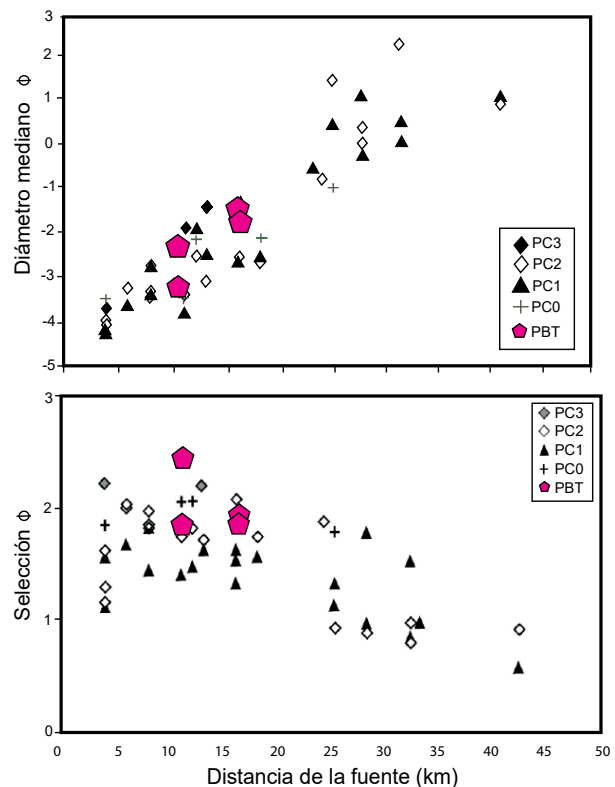 3
2
1
0
-1
-2
-3
-4
-5
Diámetro mediano Φ
PC3
PC2
PC1
PC0
PBT
3
2
1
0
Selección Φ
PC3
PC2
PC1
PC0
PBT
0 5 10 15 20 25 30 35 40 45 50
Distancia de la fuente (km)